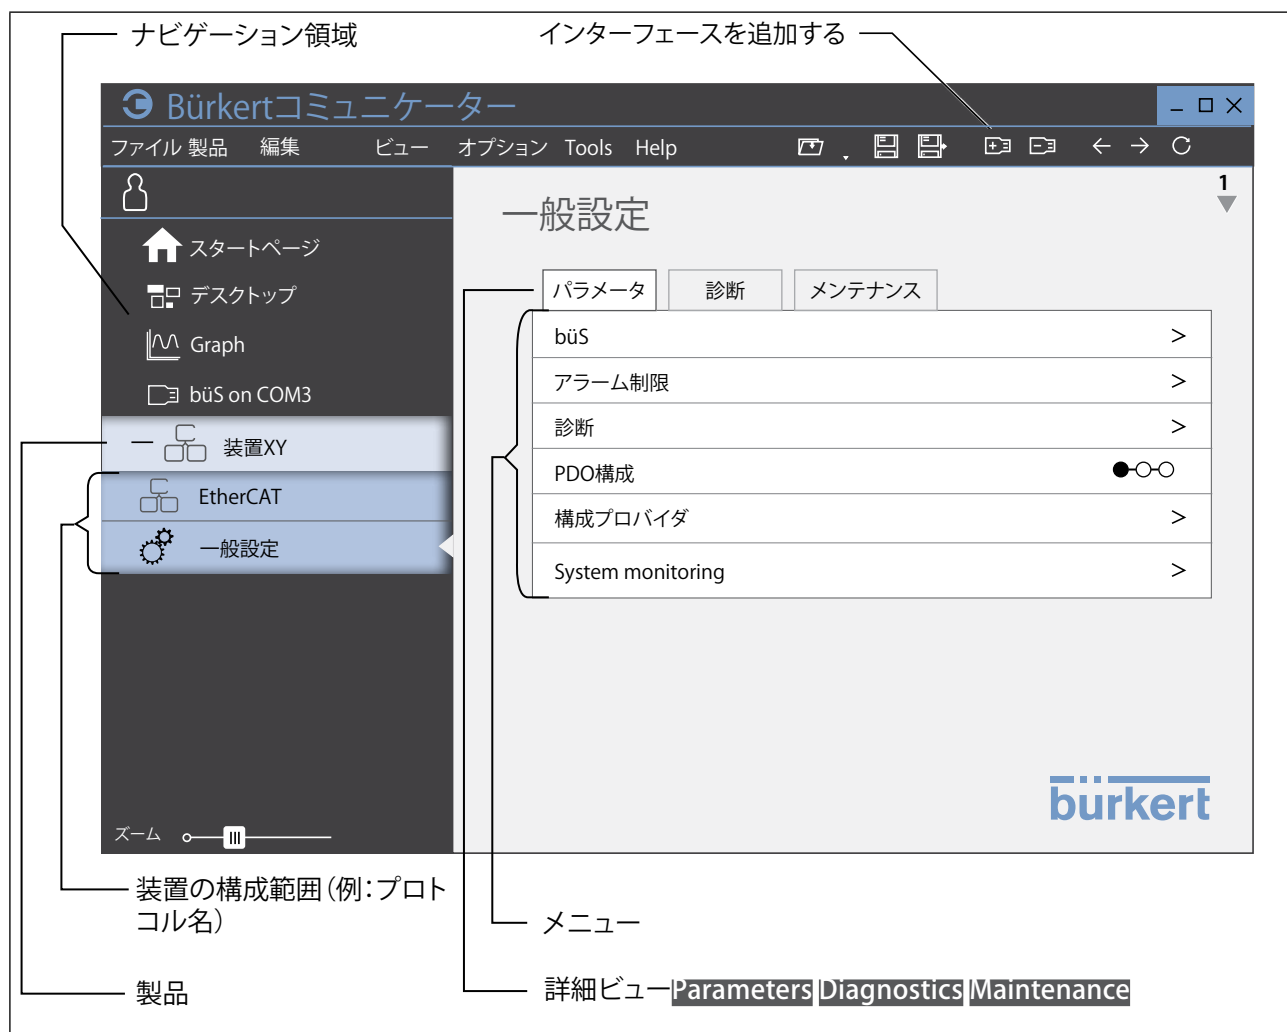 ナビゲーション領域
インターフェースを追加する
Bürkertコミュニケーター
ファイル 製品 編集 ビュー オプション Tools Help
1
一般設定
スタートページ
デスクトップ
Graph
büS on COM3
装置XY
EtherCAT
一般設定
パラメータ 診断 メンテナンス
büS
アラーム制限
診断
PDO構成
構成プロバイダ
System monitoring
burkert
ズーム
装置の構成範囲（例：プロト
コル名）
メニュー
製品
詳細ビューParameters Diagnostics Maintenance